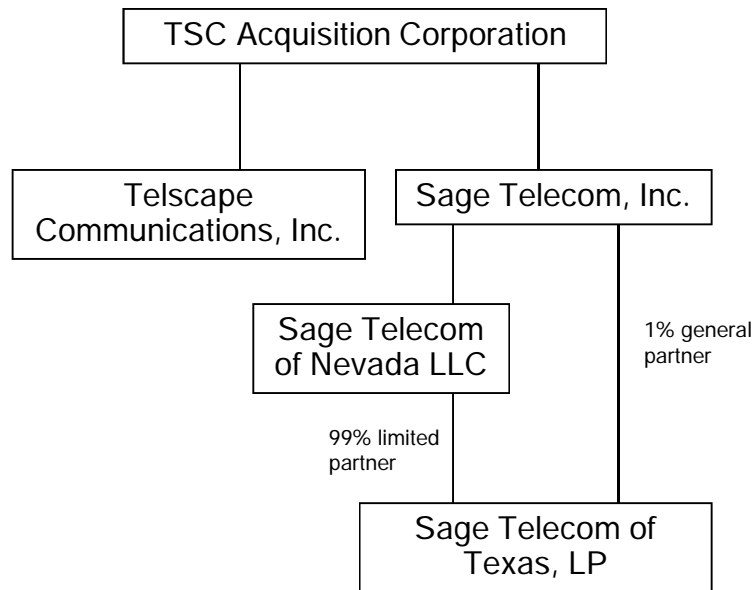 TSC Acquisition Corporation
Telscape
Communications, Inc.
Sage Telecom, Inc.
Sage Telecom
of Nevada LLC
1% general
partner
99% limited
partner
Sage Telecom of
Texas, LP